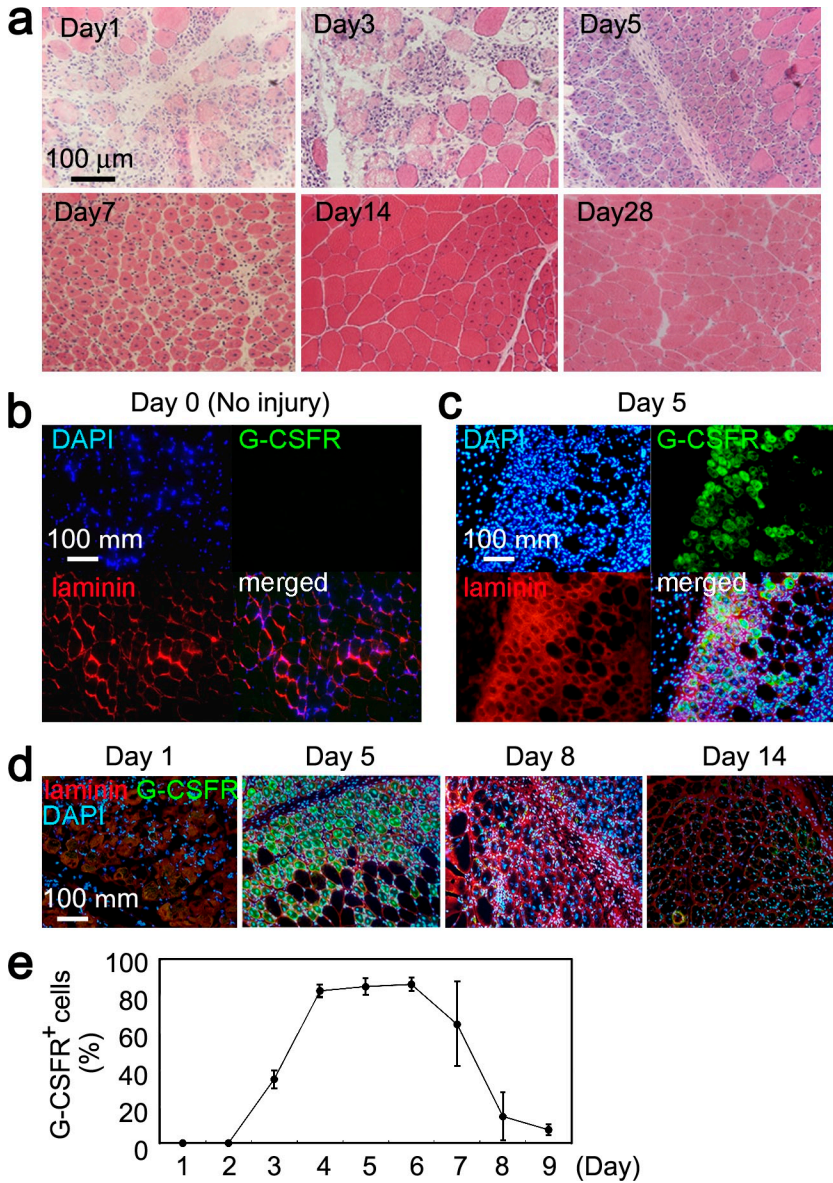 a
Day1
Day3
Day5
100 μm
Day7
Day14
Day28
b
Day 0 (No injury)
DAPI
G-CSFR
100 mm
laminin
merged
c
Day 5
DAPI
G-CSFR
100 mm
laminin
merged
d
Day 1
Day 5
Day 8
Day 14
laminin G-CSFR
DAPI
100 mm
e
G-CSFR+ cells
(%)
100
80
60
40
20
0
1 2 3 4 5 6 7 8 9 (Day)